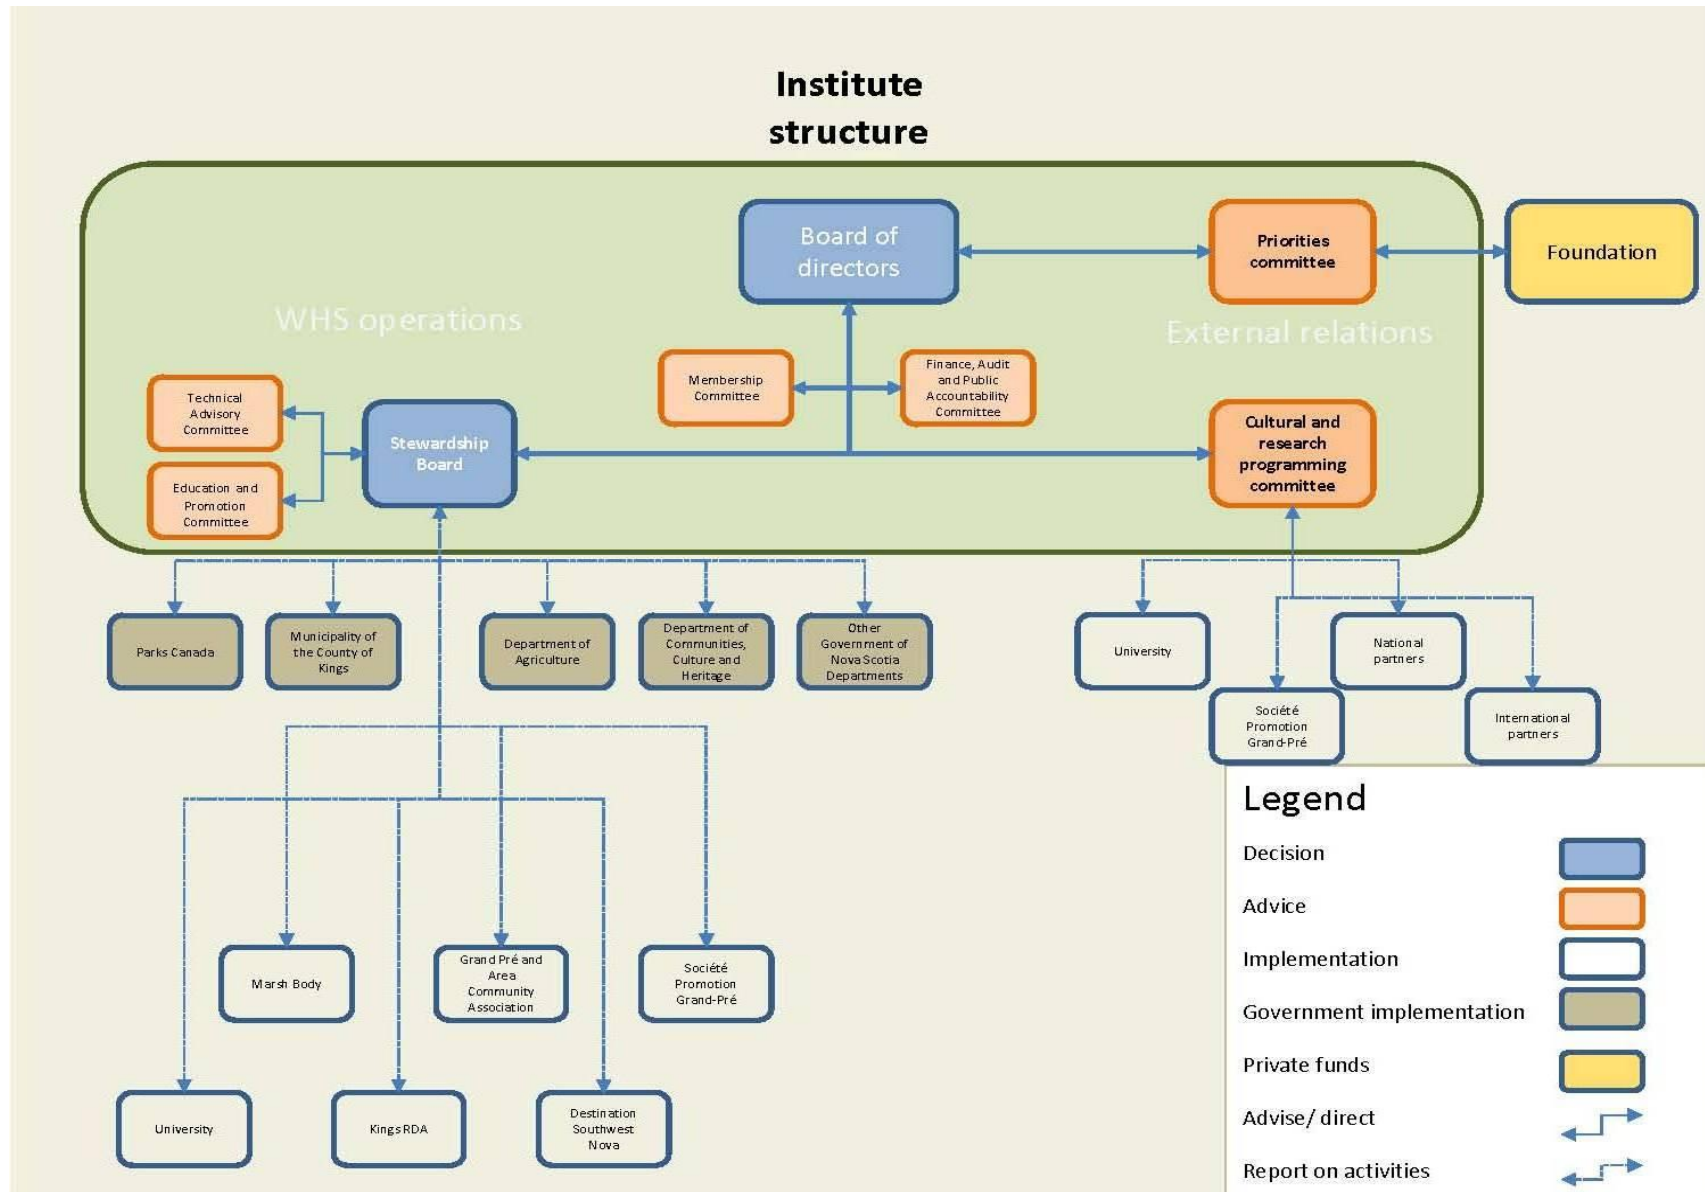 Institute
structure
Board of
directors
Priorities
committee
Foundation
WHS operations
External relations
Membership
Committee
Finance, Audit
and Public
Accountability
Committee
Technical
Advisory
Committee
Stewardship
Board
Cultural and
research
programming
committee
Education and
Promotion
Committee
Parks Canada
Municipality of
the County of
Kings
Department of
Agriculture
Department of
Communities,
Culture and
Heritage
Other
Government of
Nova Scotia
Departments
University
National
partners
Société
Promotion
Grand-Pré
International
partners
Marsh Body
Grand Pré and
Area
Community
Association
Société
Promotion
Grand-Pré
University
Kings RDA
Destination
Southwest
Nova
Legend
Decision
Advice
Implementation
Government implementation
Private funds
Advise/ direct
Report on activities